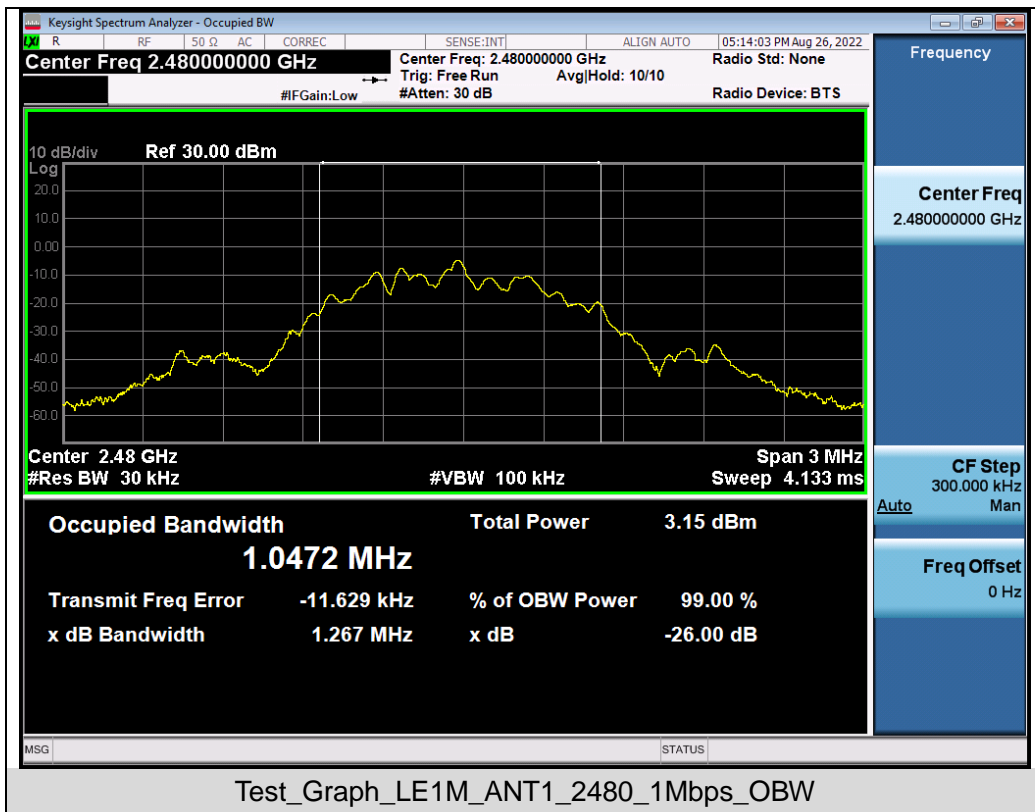 Keysight Spectrum Analyzer - Occupied BW
LXI R RF 50 Ω AC CORREC SENSE:INT ALIGN AUTO 05:14:03 PM Aug 26, 2022
Center Freq 2.480000000 GHz
#IFGain:Low
Center Freq: 2.480000000 GHz
Trig: Free Run Avg|Hold: 10/10
#Atten: 30 dB
Radio Std: None
Radio Device: BTS
10 dB/div Ref 30.00 dBm
Log
20.0
10.0
0.00
-10.0
-20.0
-30.0
-40.0
-50.0
-60.0
Center 2.48 GHz Span 3 MHz
#Res BW 30 kHz #VBW 100 kHz Sweep 4.133 ms
Occupied Bandwidth Total Power 3.15 dBm
1.0472 MHz
Transmit Freq Error -11.629 kHz % of OBW Power 99.00 %
x dB Bandwidth 1.267 MHz x dB -26.00 dB
MSG STATUS
Frequency
Center Freq
2.480000000 GHz
CF Step
300.000 kHz
Auto Man
Freq Offset
0 Hz
Test_Graph_LE1M_ANT1_2480_1Mbps_OBW